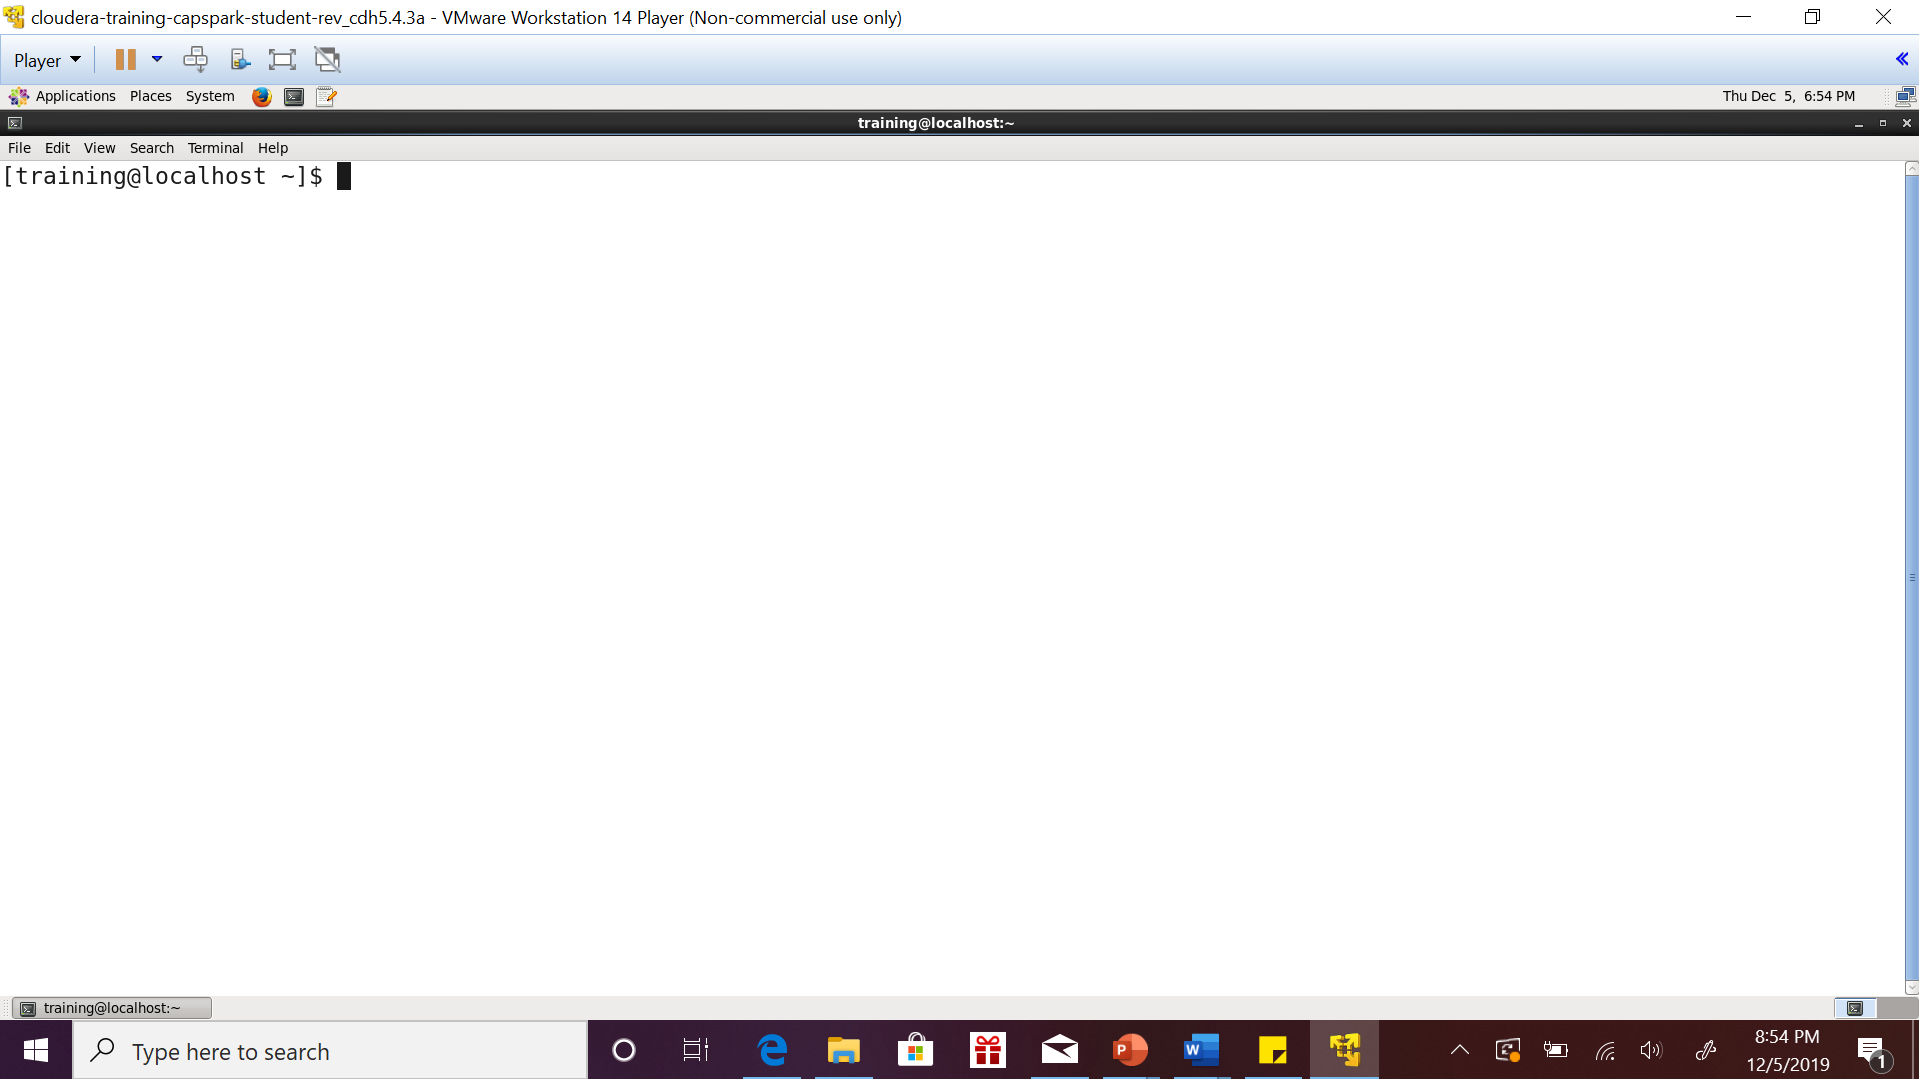 cloudera-training-capspark-student-rev_cdh5.4.3a - VMware Workstation 14 Player (Non-commercial use only)
Player
Applications Places System Thu Dec 5, 6:54 PM
training@localhost:~
File Edit View Search Terminal Help
[training@localhost ~]$
training@localhost:~
Type here to search
P
W
8:54 PM
12/5/2019
1